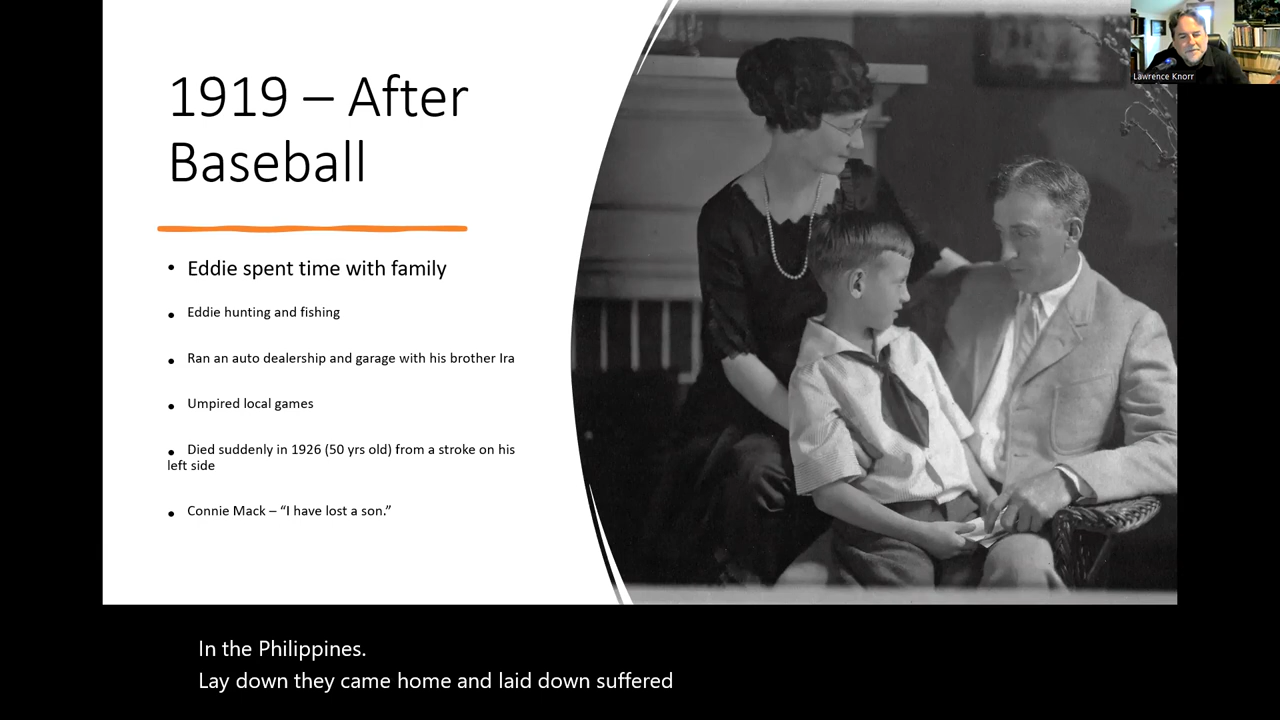 1919 – After
Baseball
• Eddie spent time with family
• Eddie hunting and fishing
• Ran an auto dealership and garage with his brother Ira
• Umpired local games
• Died suddenly in 1926 (50 yrs old) from a stroke on his
left side
• Connie Mack – “I have lost a son.”
Lawrence Knorr
In the Philippines.
Lay down they came home and laid down suffered